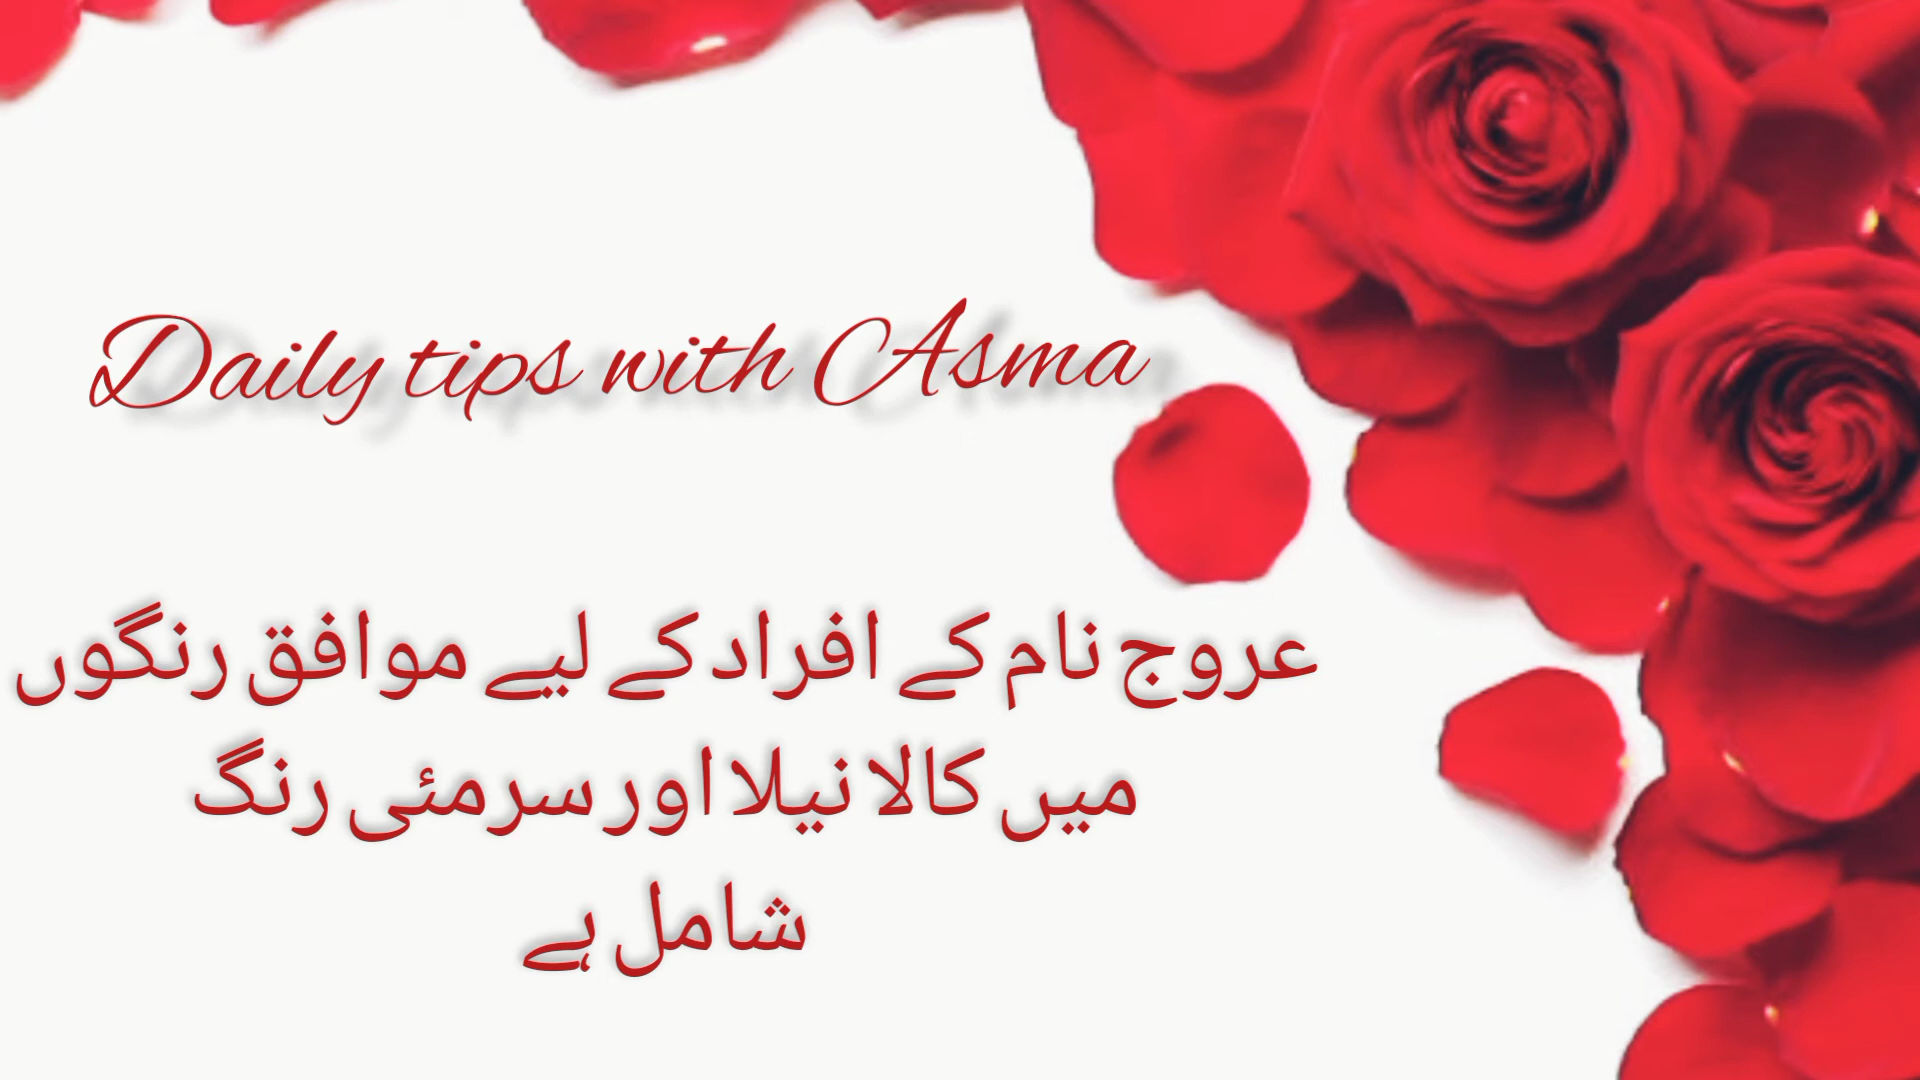 Daily tips with Asma
عروج نام کے افراد کے لیے موافق رنگوں
میں کالا نیلا اور سرمئی رنگ
شامل ہے